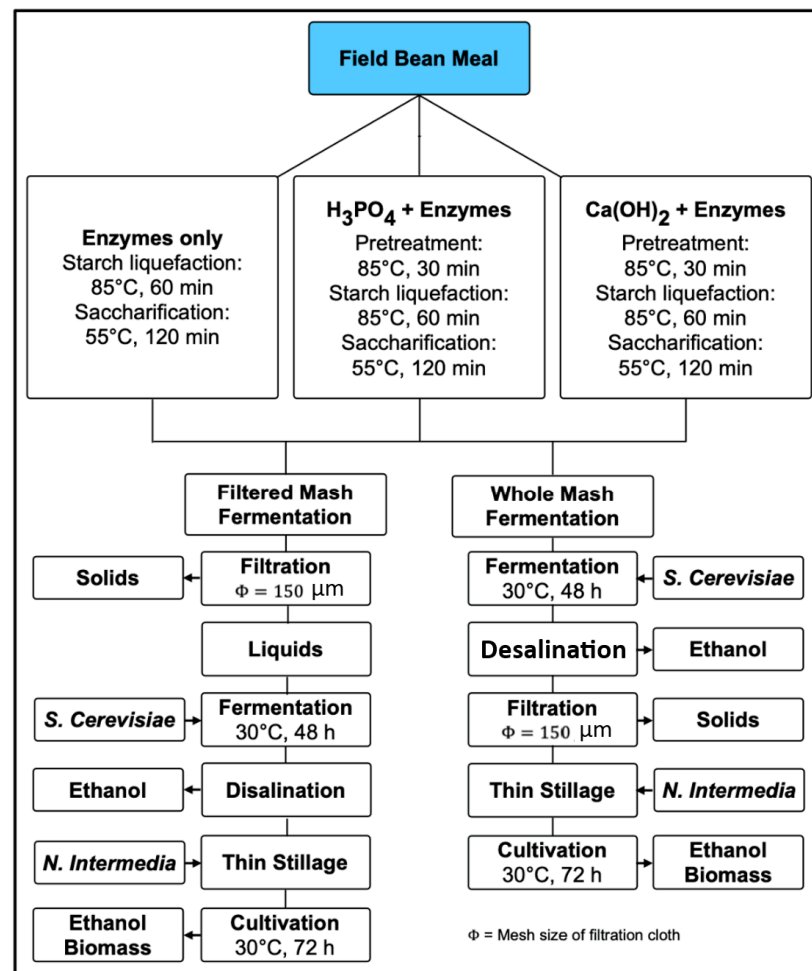 Field Bean Meal
Enzymes only
Starch liquefaction:
85°C, 60 min
Saccharification:
55°C, 120 min
H₃PO₄ + Enzymes
Pretreatment:
85°C, 30 min
Starch liquefaction:
85°C, 60 min
Saccharification:
55°C, 120 min
Ca(OH)₂ + Enzymes
Pretreatment:
85°C, 30 min
Starch liquefaction:
85°C, 60 min
Saccharification:
55°C, 120 min
Filtered Mash
Fermentation
Solids
Filtration
Φ = 150 µm
Liquids
S. Cerevisiae
Fermentation
30°C, 48 h
Ethanol
Disalination
N. Intermedia
Thin Stillage
Ethanol
Biomass
Cultivation
30°C, 72 h
Whole Mash
Fermentation
Fermentation
30°C, 48 h
S. Cerevisiae
Desalination
Ethanol
Filtration
Φ = 150 µm
Solids
Thin Stillage
N. Intermedia
Cultivation
30°C, 72 h
Ethanol
Biomass
Φ = Mesh size of filtration cloth